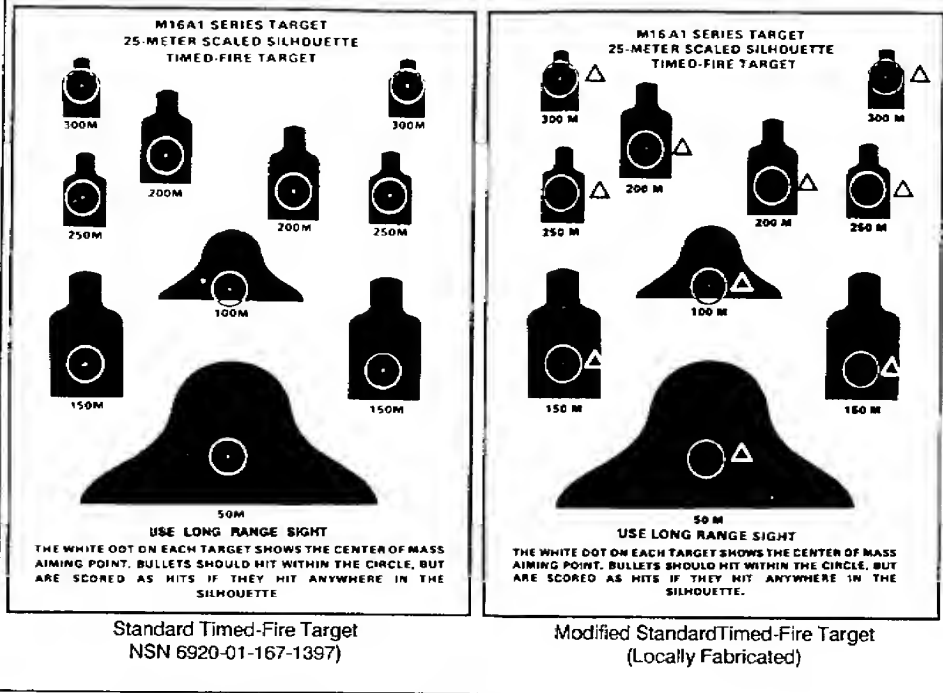 M16A1 SERIES TARGET
25-METER SCALED SILHOUETTE
TIMED-FIRE TARGET
300M
300M
200M
200M
250M
250M
100M
150M
150M
50M
USE LONG RANGE SIGHT
THE WHITE DOT ON EACH TARGET SHOWS THE CENTER OF MASS
AIMING POINT. BULLETS SHOULD HIT WITHIN THE CIRCLE, BUT
ARE SCORED AS HITS IF THEY HIT ANYWHERE IN THE
SILHOUETTE
Standard Timed-Fire Target
NSN 6920-01-167-1397)
M16A1 SERIES TARGET
25-METER SCALED SILHOUETTE
TIMED-FIRE TARGET
300 M
300 M
200 M
200 M
250 M
250 M
100 M
150 M
150 M
50 M
USE LONG RANGE SIGHT
THE WHITE DOT ON EACH TARGET SHOWS THE CENTER OF MASS
AIMING POINT. BULLETS SHOULD HIT WITHIN THE CIRCLE, BUT
ARE SCORED AS HITS IF THEY HIT ANYWHERE IN THE
SILHOUETTE.
Modified StandardTimed-Fire Target
(Locally Fabricated)